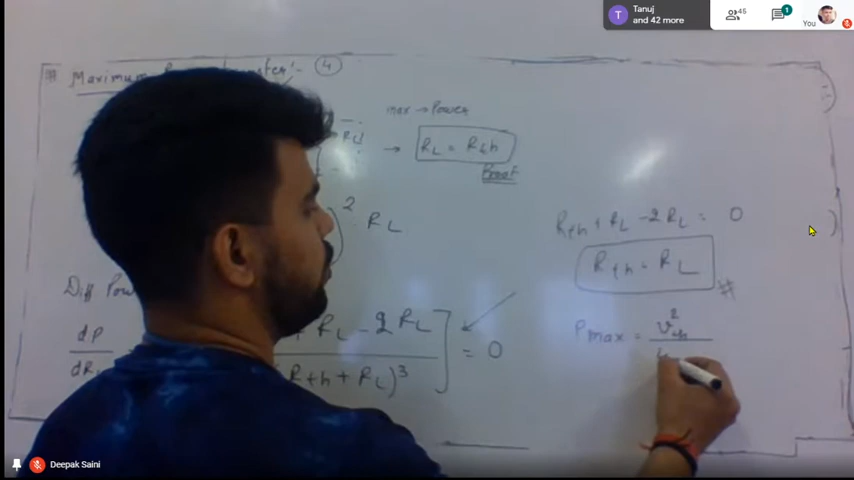 Tanuj
and 42 more
45
1
You
# Maximum :- (4)
max → Power
RL
→ RL = Rth
Proof
)² RL
Rth + RL - 2RL = 0
Rth = RL
#
Diff Pow
dP
dR
RL - 2RL
Rth + RL)³
= 0
Pmax = Vth²
Deepak Saini